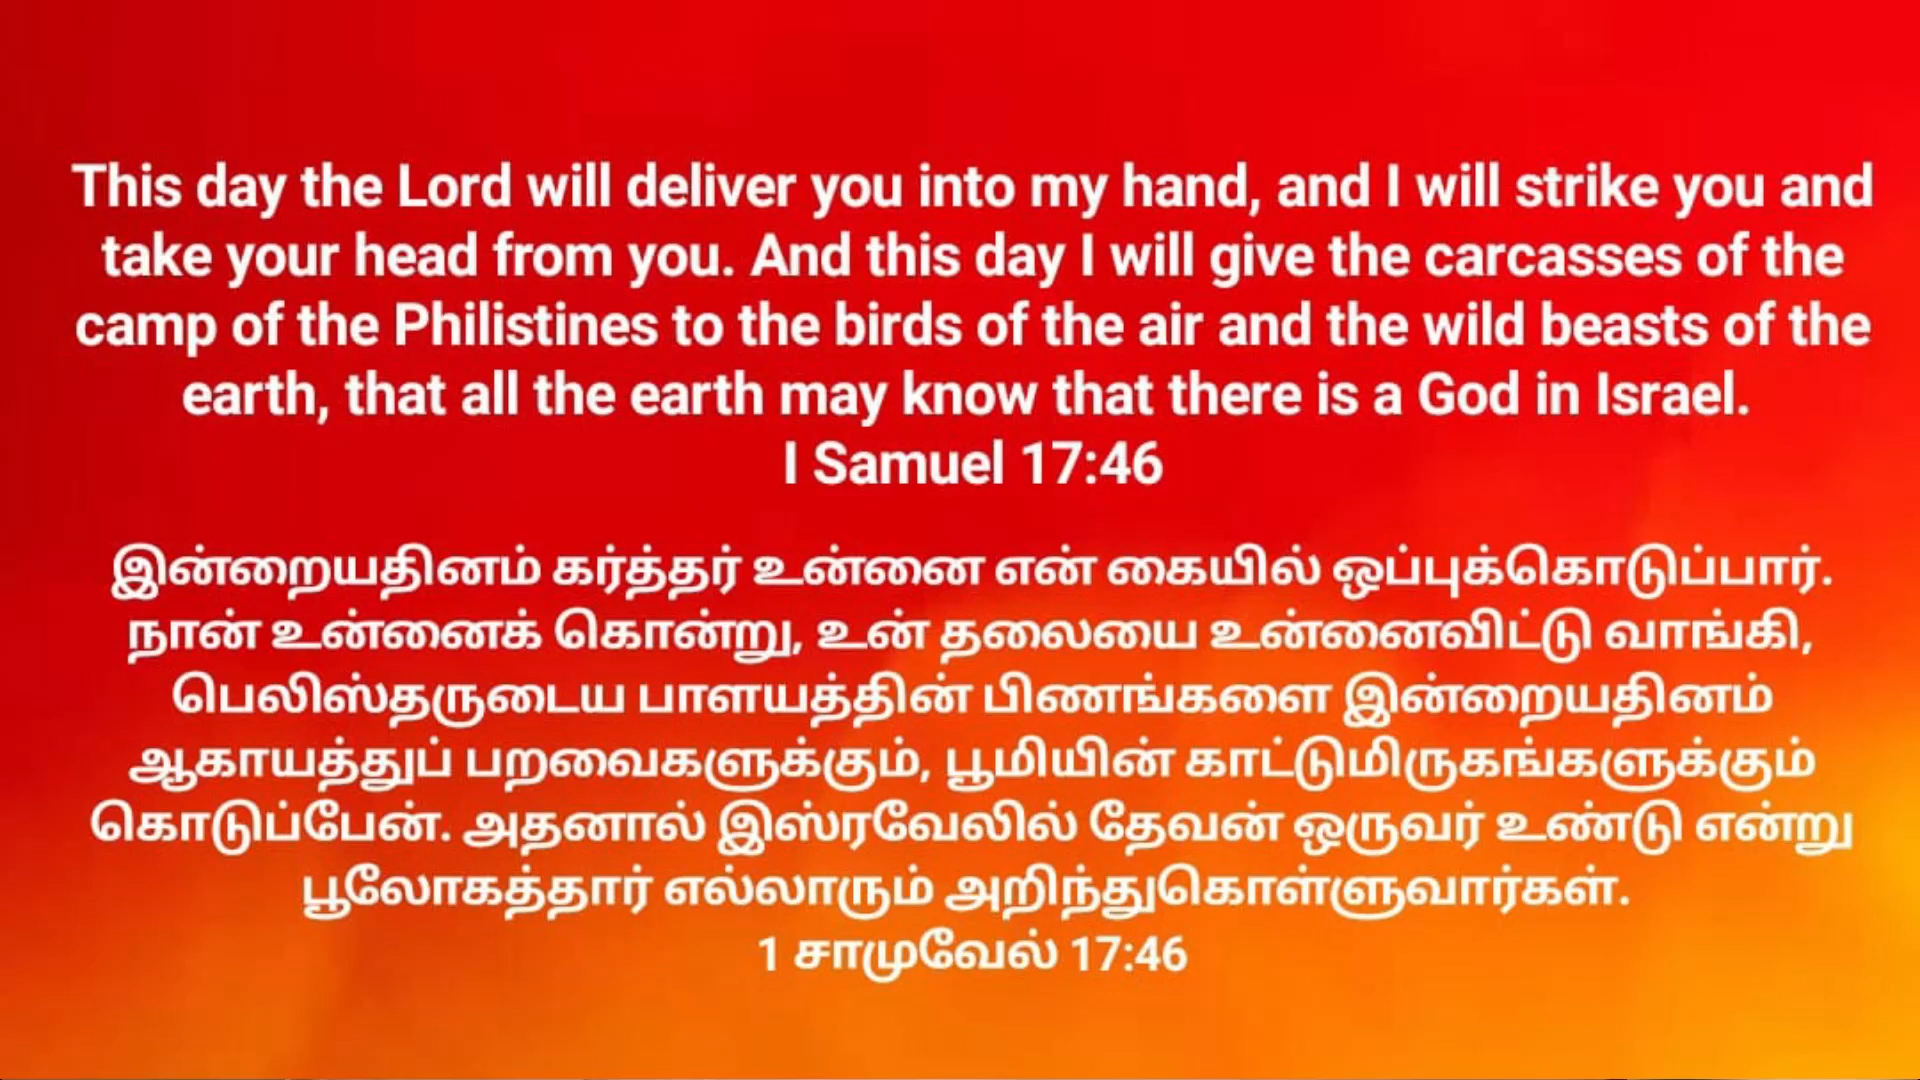 This day the Lord will deliver you into my hand, and I will strike you and
take your head from you. And this day I will give the carcasses of the
camp of the Philistines to the birds of the air and the wild beasts of the
earth, that all the earth may know that there is a God in Israel.
I Samuel 17:46
இன்றையதினம் கர்த்தர் உன்னை என் கையில் ஒப்புக்கொடுப்பார்.
நான் உன்னைக் கொன்று, உன் தலையை உன்னைவிட்டு வாங்கி,
பெலிஸ்தருடைய பாளயத்தின் பிணங்களை இன்றையதினம்
ஆகாயத்துப் பறவைகளுக்கும், பூமியின் காட்டுமிருகங்களுக்கும்
கொடுப்பேன். அதனால் இஸ்ரவேலில் தேவன் ஒருவர் உண்டு என்று
பூலோகத்தார் எல்லாரும் அறிந்துகொள்ளுவார்கள்.
1 சாமுவேல் 17:46